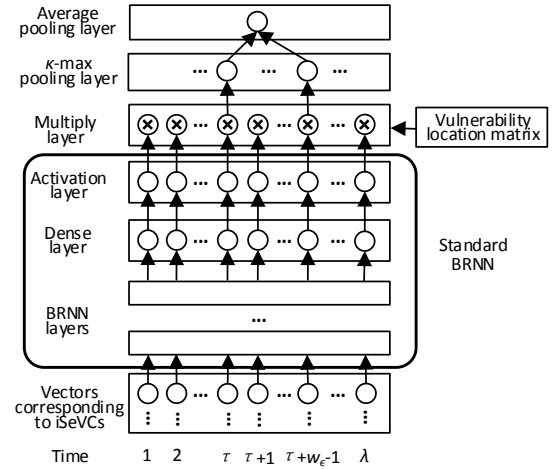 Average
pooling layer
κ-max
pooling layer
... ... ...
Multiply
layer
... ... ...
Vulnerability
location matrix
Activation
layer
... ... ...
Dense
layer
... ... ...
Standard
BRNN
BRNN
layers
...
Vectors
corresponding
to iSeVCs
... ... ...
Time 1 2 τ τ+1 τ+wϵ-1 λ